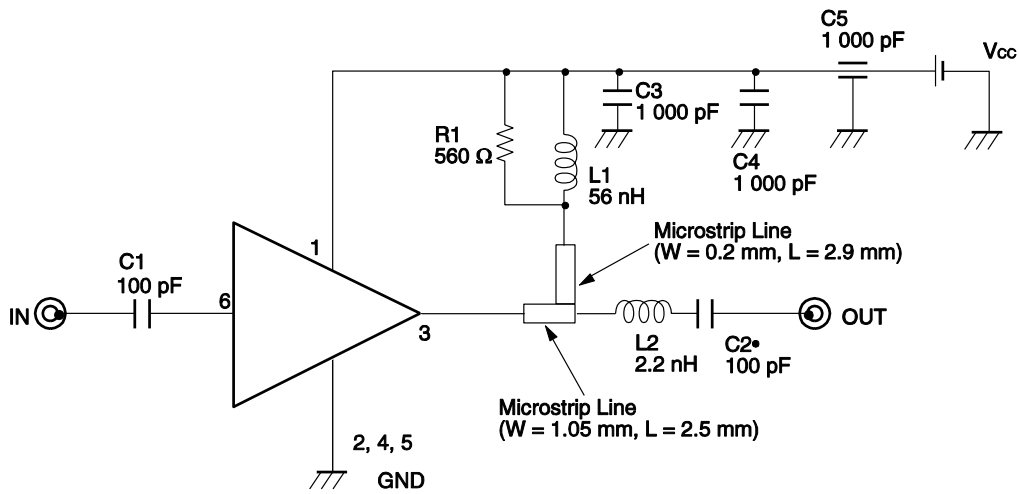 C5
1 000 pF
VCC
C3
1 000 pF
R1
560 Ω
C4
1 000 pF
L1
56 nH
Microstrip Line
(W = 0.2 mm, L = 2.9 mm)
1
C1
100 pF
6
IN
3
OUT
L2
2.2 nH
C2•
100 pF
Microstrip Line
(W = 1.05 mm, L = 2.5 mm)
2, 4, 5
GND